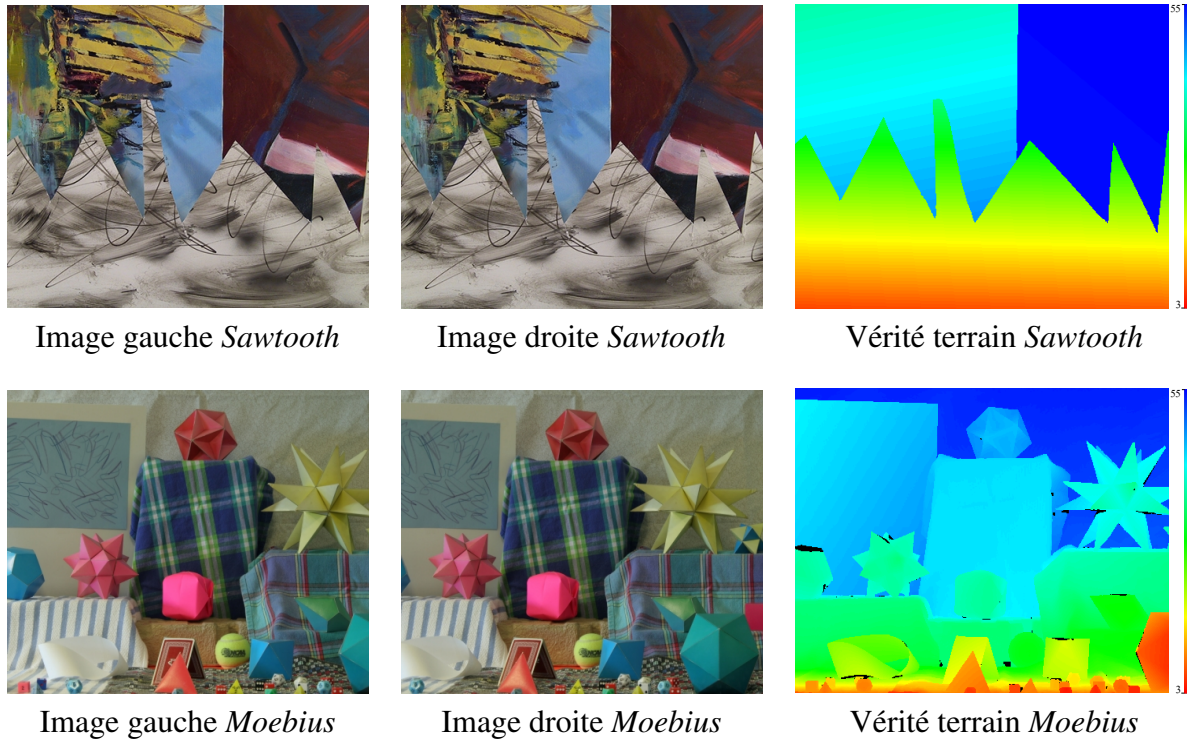 55
3
Image gauche Sawtooth
Image droite Sawtooth
Vérité terrain Sawtooth
55
3
Image gauche Moebius
Image droite Moebius
Vérité terrain Moebius